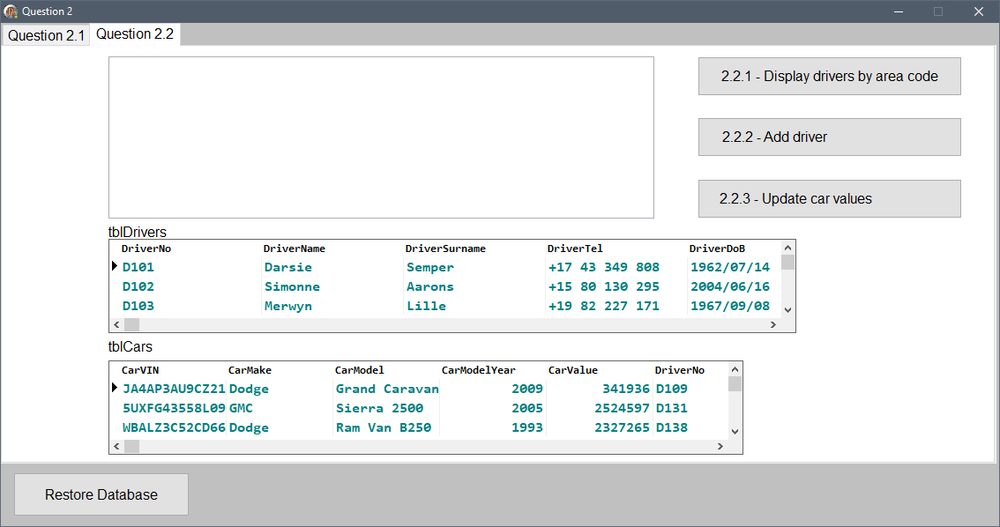 Question 2
Question 2.1 Question 2.2
2.2.1 - Display drivers by area code
2.2.2 - Add driver
2.2.3 - Update car values
tblDrivers
DriverNo DriverName DriverSurname DriverTel DriverDoB
D101 Darsie Semper +17 43 349 808 1962/07/14
D102 Simonne Aarons +15 80 130 295 2004/06/16
D103 Merwyn Lille +19 82 227 171 1967/09/08
tblCars
CarVIN CarMake CarModel CarModelYear CarValue DriverNo
JA4AP3AU9CZ21 Dodge Grand Caravan 2009 341936 D109
5UXFG43558L09 GMC Sierra 2500 2005 2524597 D131
WBALZ3C52CD66 Dodge Ram Van B250 1993 2327265 D138
Restore Database